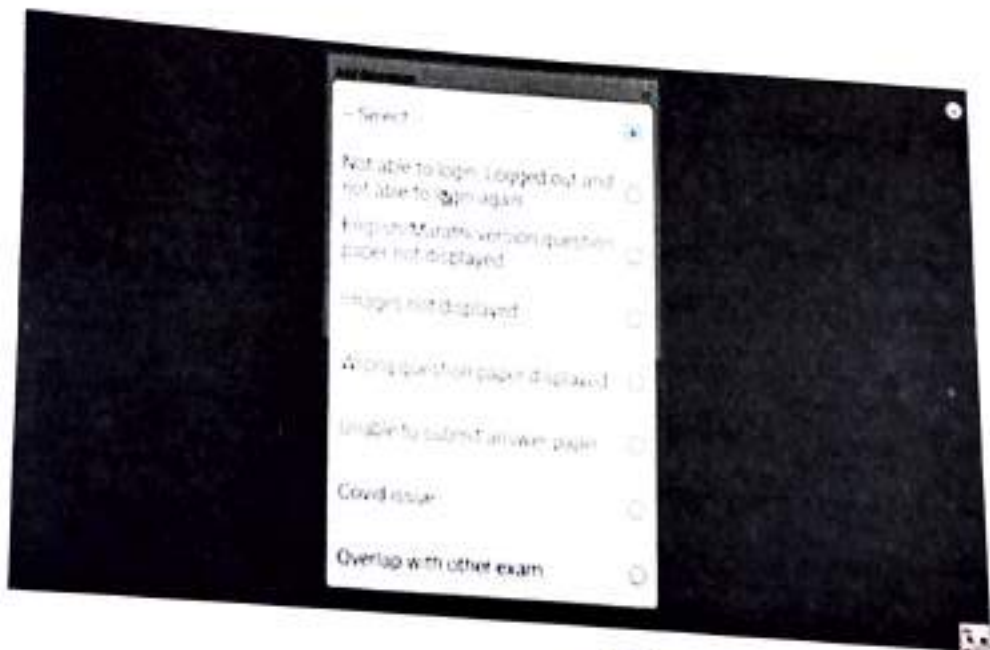 -- Select --
Not able to login, Logged out and
not able to login again
English/Marathi version question
paper not displayed
Images not displayed
Wrong question paper displayed
Unable to submit answer paper
Covid issue
Overlap with other exam